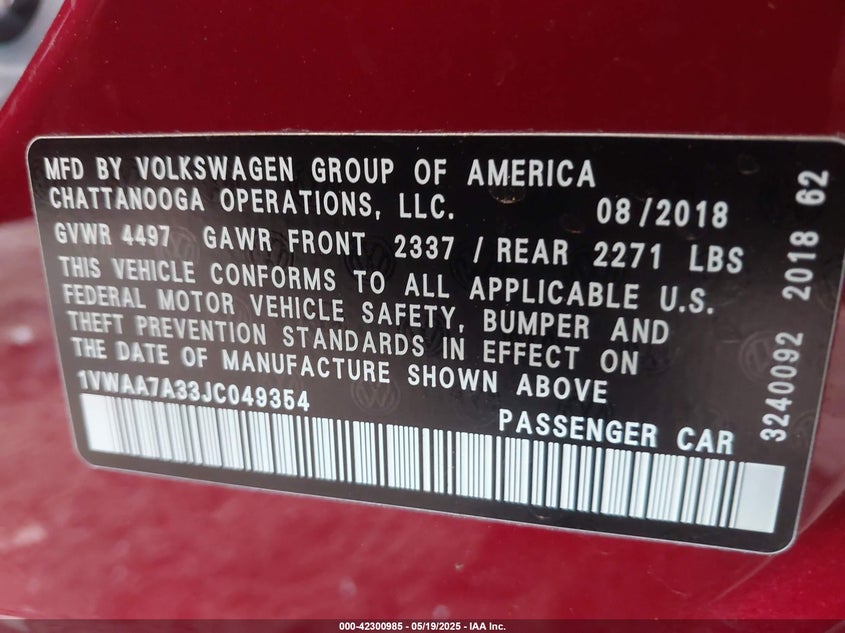 MFD BY VOLKSWAGEN GROUP OF AMERICA
CHATTANOOGA OPERATIONS, LLC. 08/2018
GVWR 4497 GAWR FRONT 2337 / REAR 2271 LBS
THIS VEHICLE CONFORMS TO ALL APPLICABLE U.S.
FEDERAL MOTOR VEHICLE SAFETY, BUMPER AND
THEFT PREVENTION STANDARDS IN EFFECT ON
THE DATE OF MANUFACTURE SHOWN ABOVE
1VWAA7A33JC049354
PASSENGER CAR
3240092 2018 62
000-42300985 - 05/19/2025 - IAA Inc.